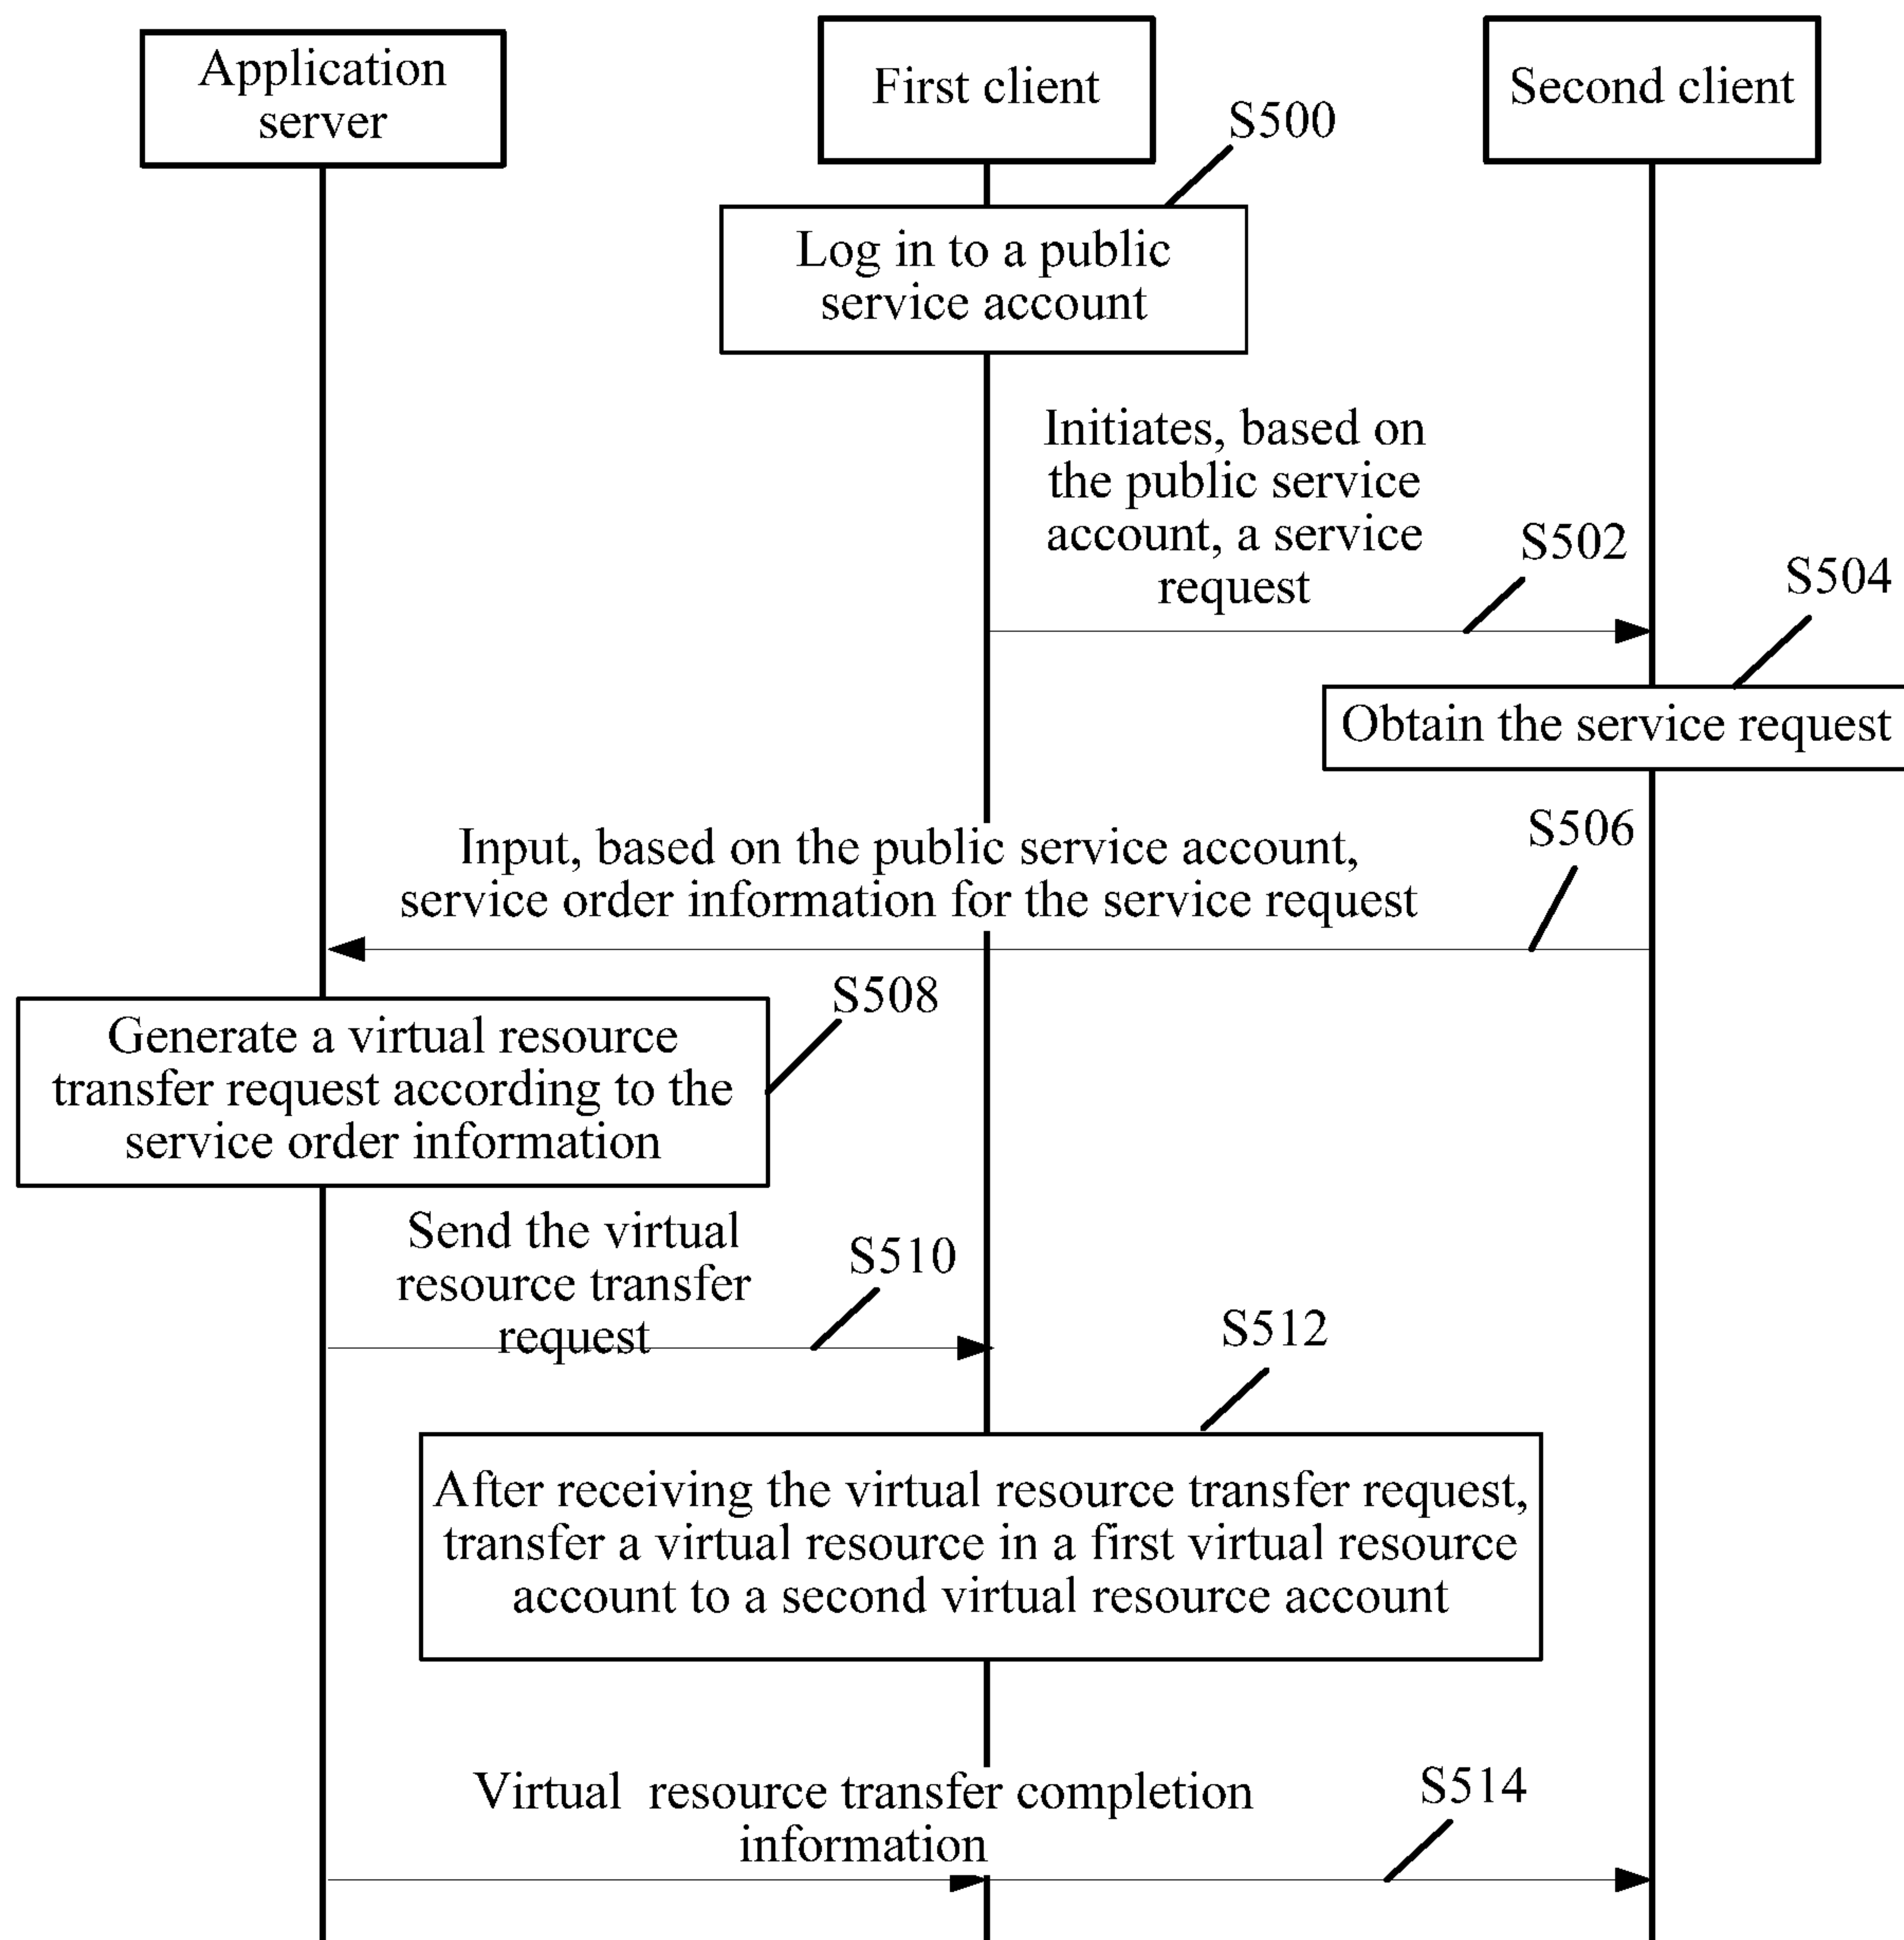 Application
server
First client
Second client
S500
Log in to a public
service account
Initiates, based on
the public service
account, a service
request
S502
S504
Obtain the service request
S506
Input, based on the public service account,
service order information for the service request
S508
Generate a virtual resource
transfer request according to the
service order information
Send the virtual
resource transfer
request
S510
S512
After receiving the virtual resource transfer request,
transfer a virtual resource in a first virtual resource
account to a second virtual resource account
Virtual resource transfer completion
information
S514